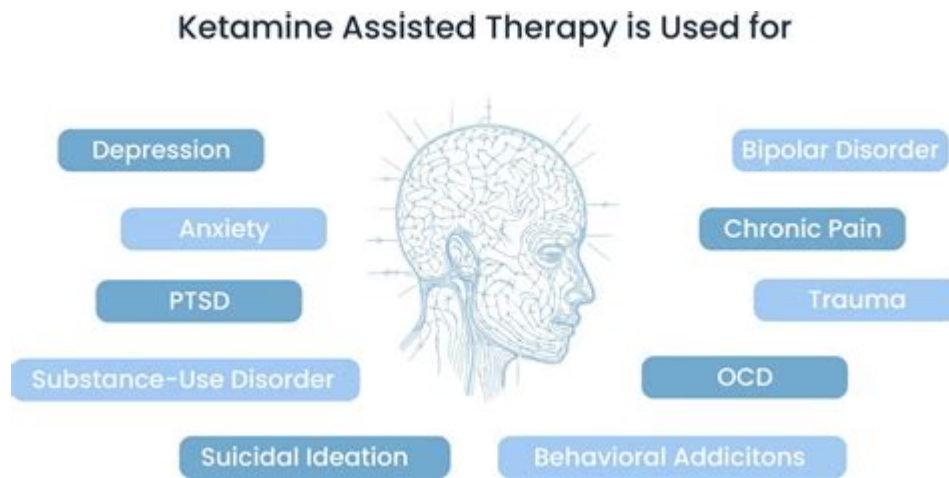 Ketamine Assisted Therapy is Used for
Depression
Bipolar Disorder
Anxiety
Chronic Pain
PTSD
Trauma
Substance-Use Disorder
OCD
Suicidal Ideation
Behavioral Addicitons